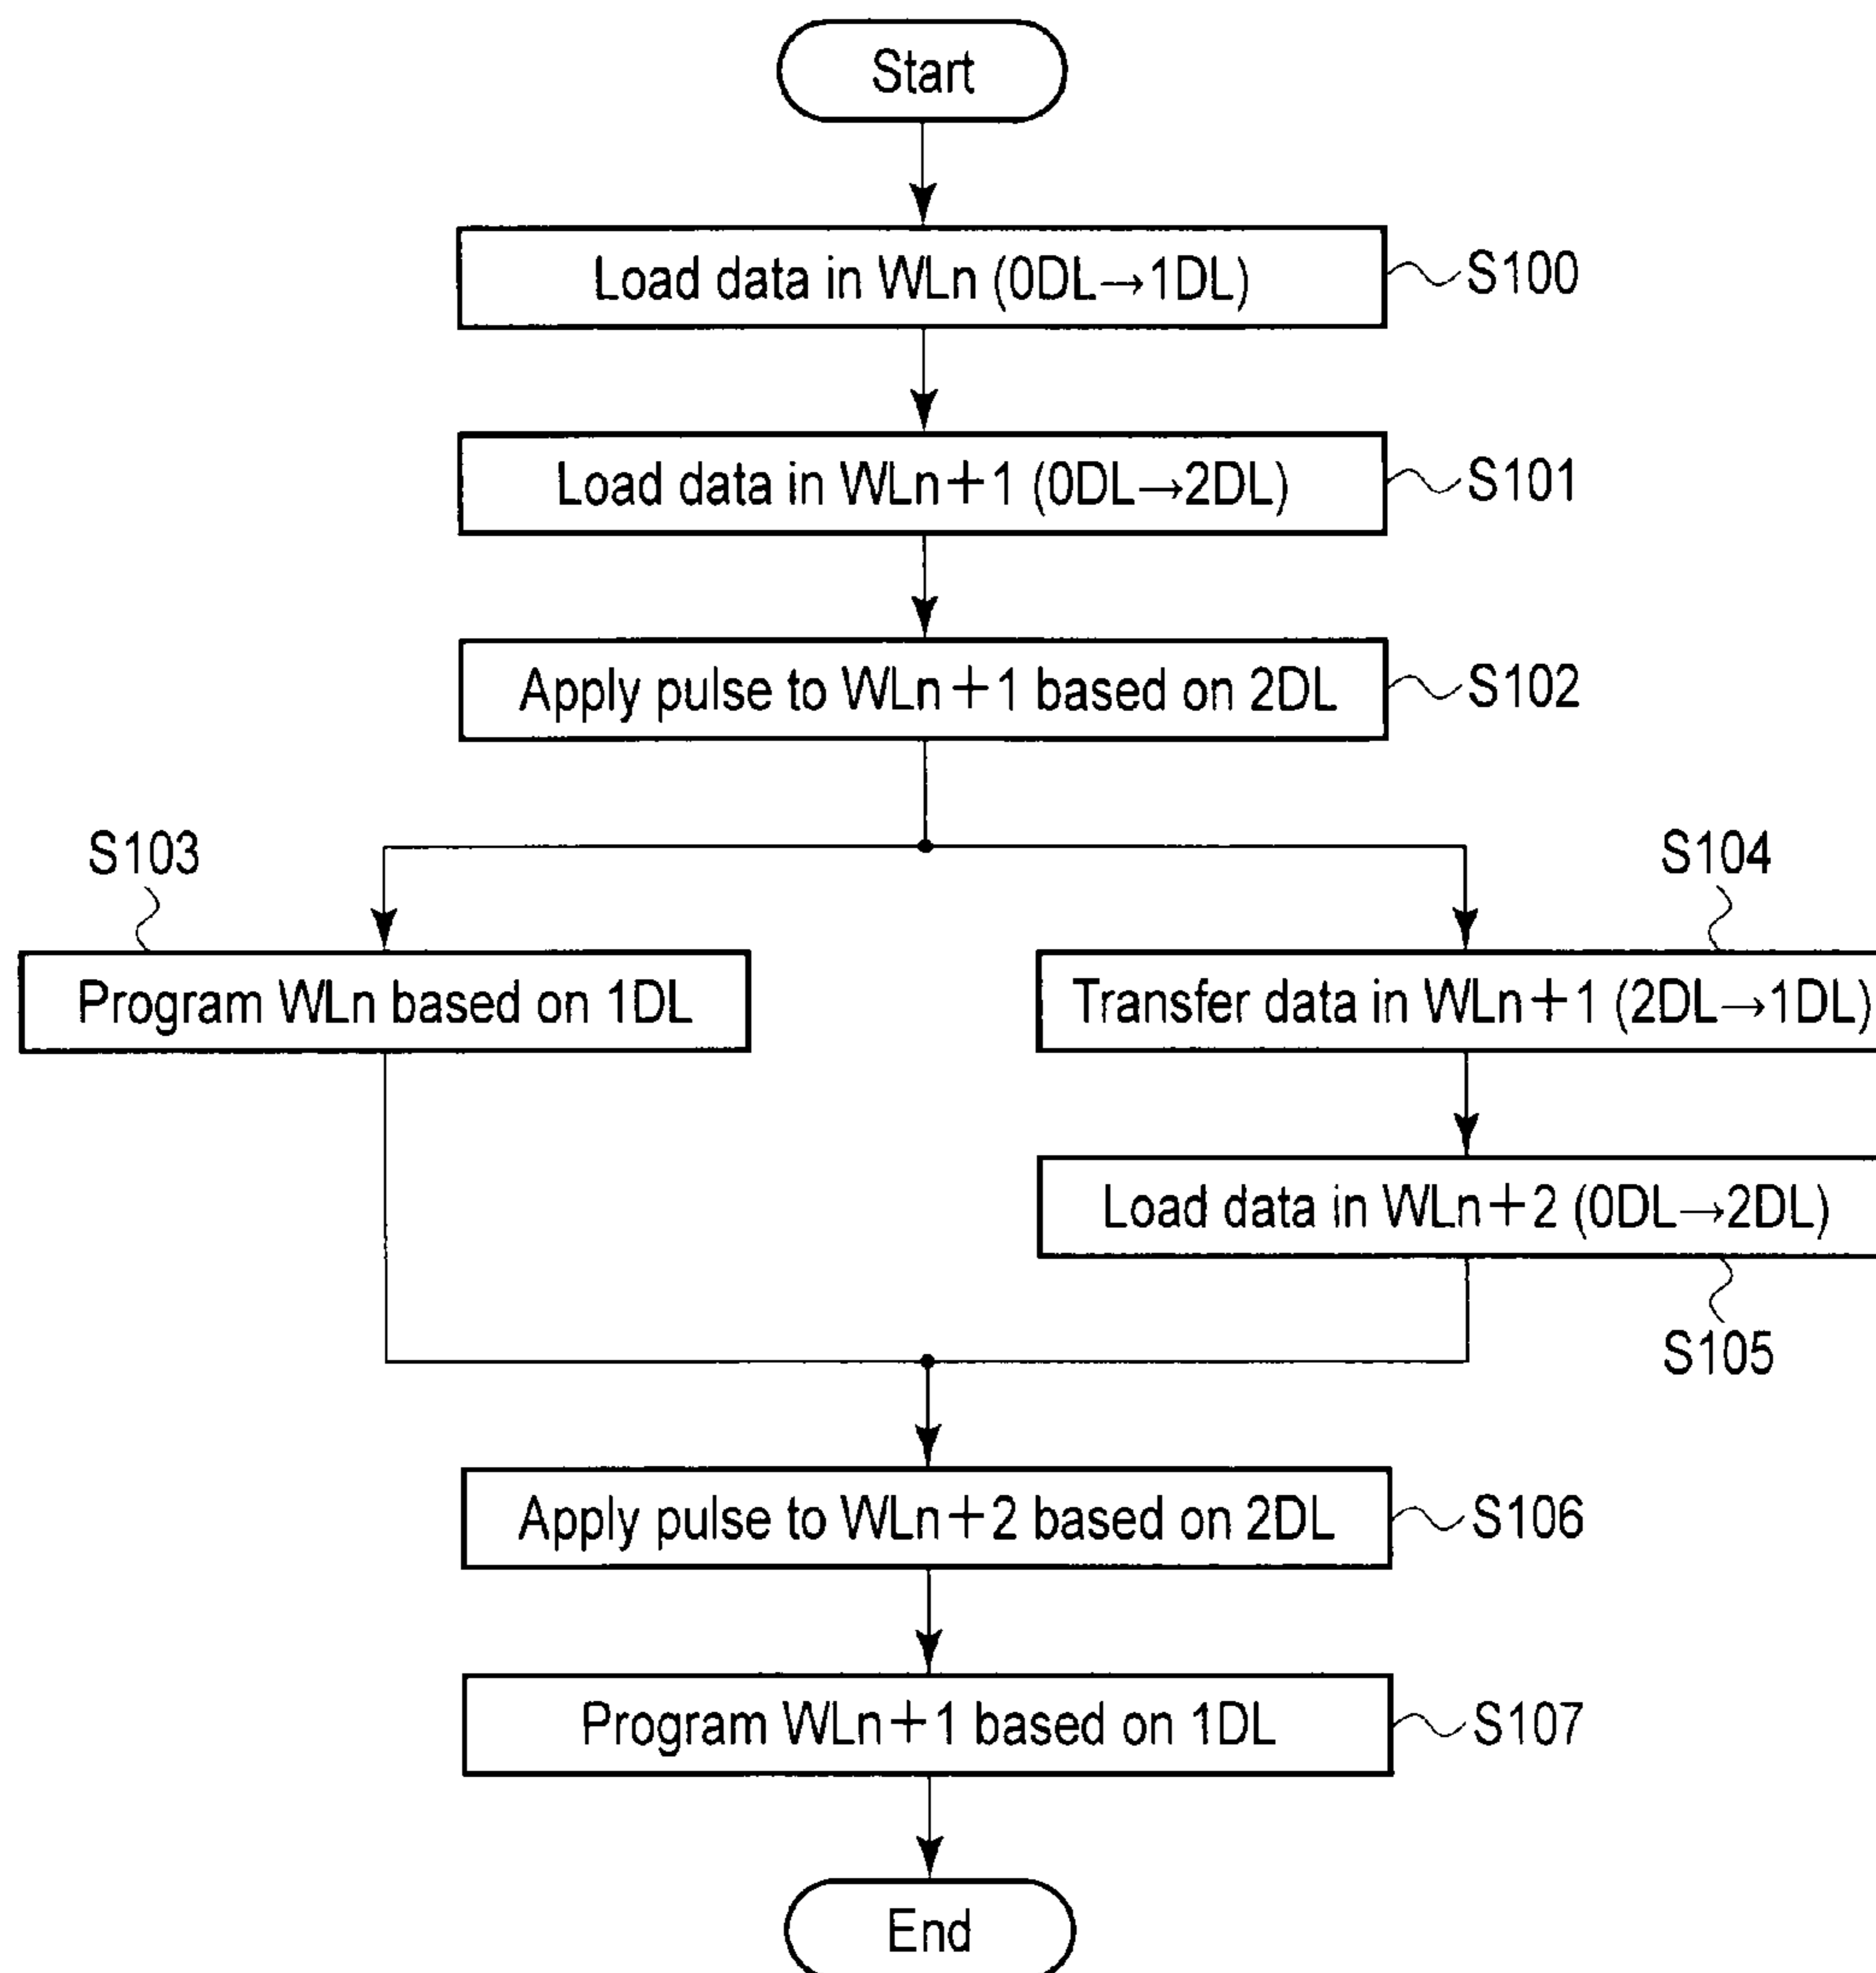 Start
Load data in WLn (0DL→1DL)
S100
Load data in WLn+1 (0DL→2DL)
S101
Apply pulse to WLn+1 based on 2DL
S102
S103
S104
Program WLn based on 1DL
Transfer data in WLn+1 (2DL→1DL)
Load data in WLn+2 (0DL→2DL)
S105
Apply pulse to WLn+2 based on 2DL
S106
Program WLn+1 based on 1DL
S107
End